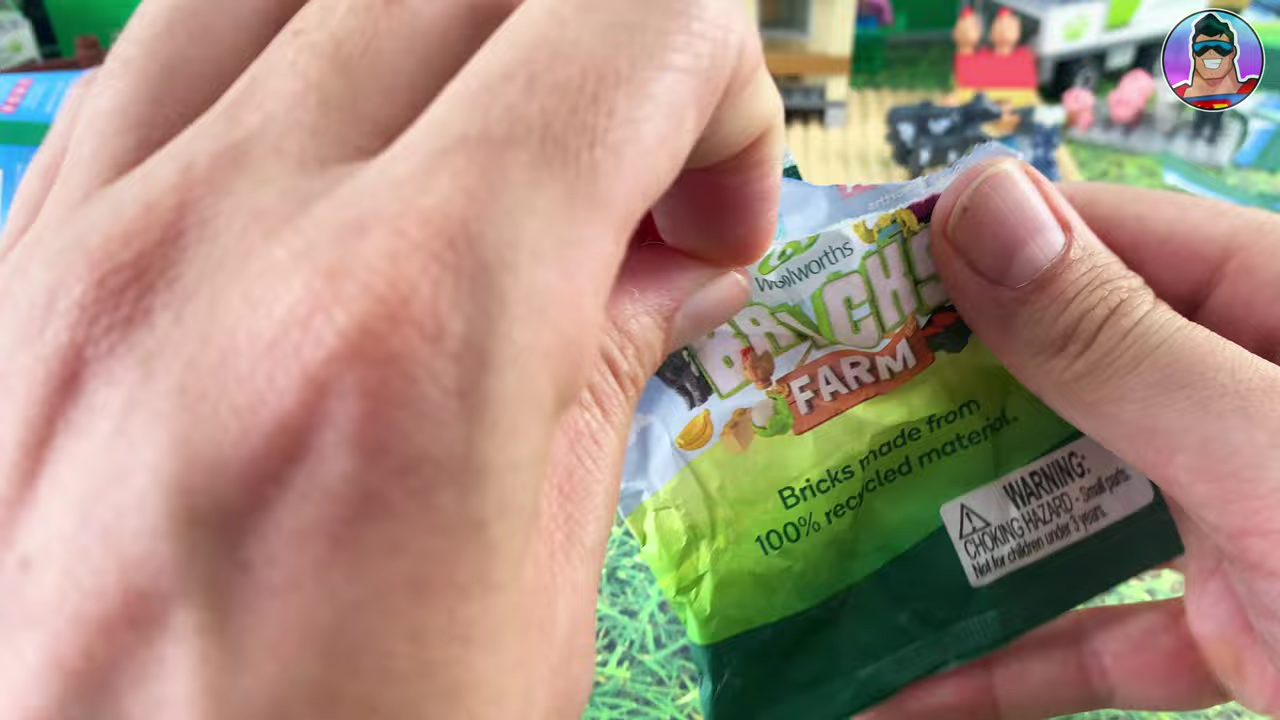 Woolworths
BRICKS
FARM
Bricks made from
100% recycled material.
WARNING:
CHOKING HAZARD - Small parts.
Not for children under 3 years.